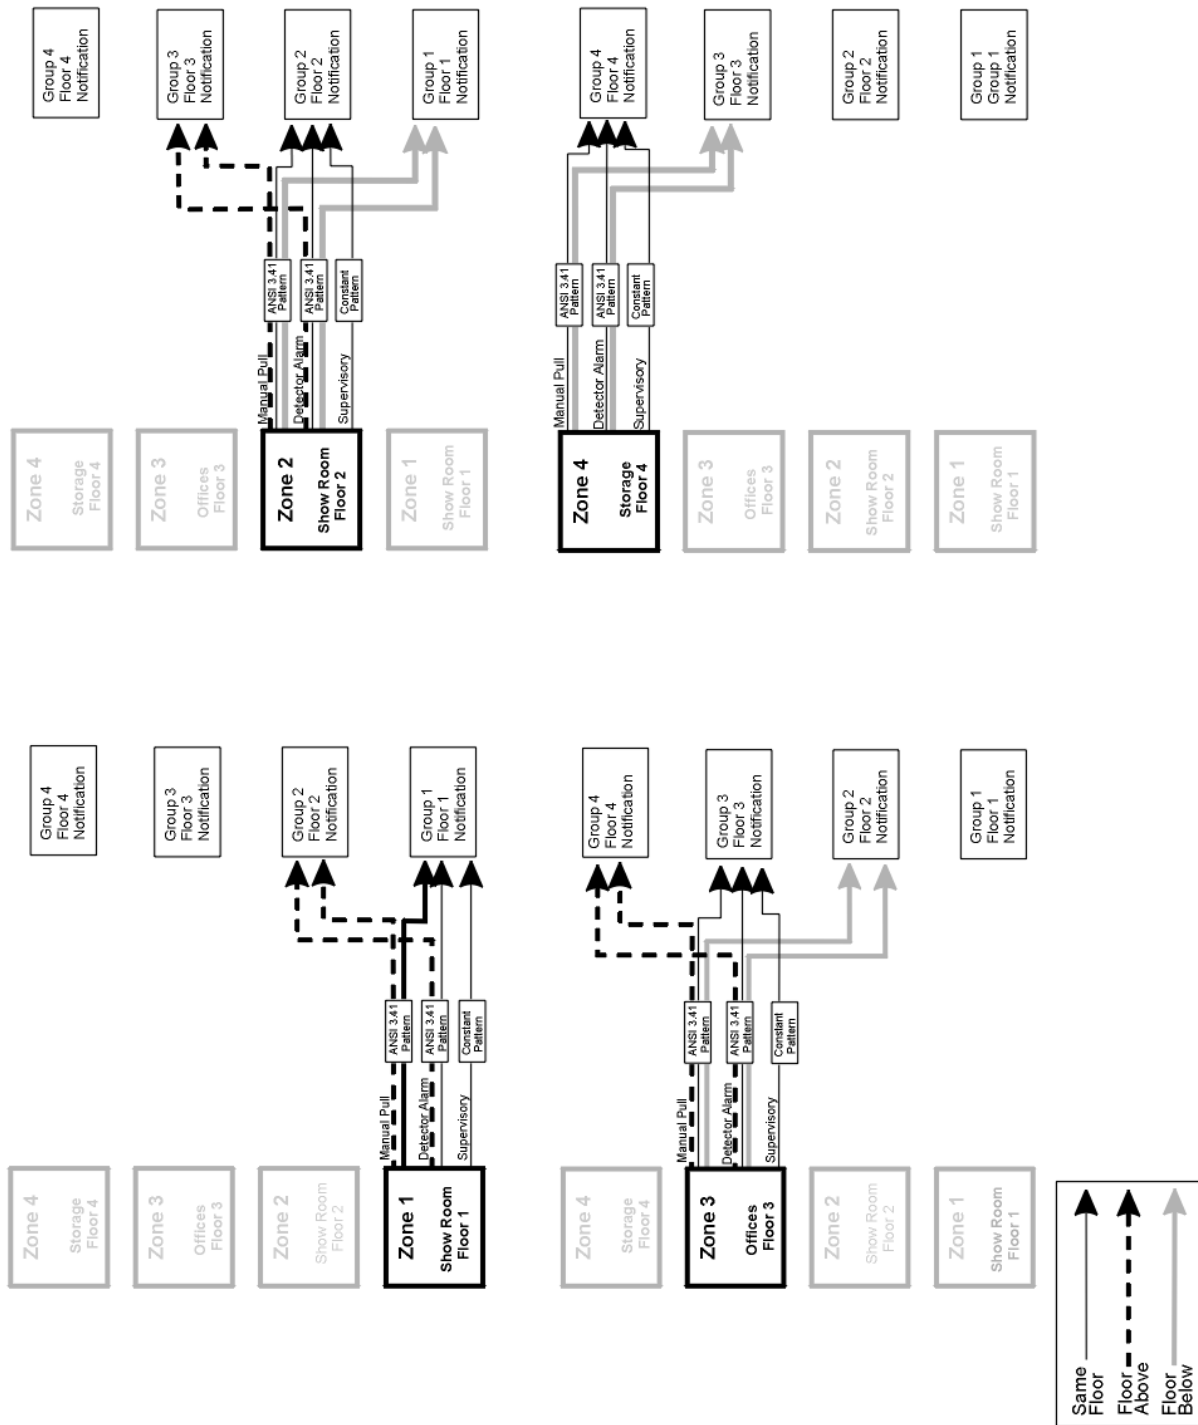 Zone 4
Storage
Floor 4
Group 4
Floor 4
Notification
Zone 3
Offices
Floor 3
Group 3
Floor 3
Notification
Zone 2
Show Room
Floor 2
Group 2
Floor 2
Notification
Zone 1
Show Room
Floor 1
Manual Pull
ANSI 3.41
Pattern
Detector Alarm
ANSI 3.41
Pattern
Supervisory
Constant
Pattern
Group 1
Floor 1
Notification
Zone 4
Storage
Floor 4
Group 4
Floor 4
Notification
Zone 3
Offices
Floor 3
Group 3
Floor 3
Notification
Zone 2
Show Room
Floor 2
Manual Pull
ANSI 3.41
Pattern
Detector Alarm
ANSI 3.41
Pattern
Supervisory
Constant
Pattern
Group 2
Floor 2
Notification
Zone 1
Show Room
Floor 1
Group 1
Floor 1
Notification
Zone 4
Storage
Floor 4
Group 4
Floor 4
Notification
Zone 3
Offices
Floor 3
Manual Pull
ANSI 3.41
Pattern
Detector Alarm
ANSI 3.41
Pattern
Supervisory
Constant
Pattern
Group 3
Floor 3
Notification
Zone 2
Show Room
Floor 2
Group 2
Floor 2
Notification
Zone 1
Show Room
Floor 1
Group 1
Floor 1
Notification
Zone 4
Storage
Floor 4
Manual Pull
ANSI 3.41
Pattern
Detector Alarm
ANSI 3.41
Pattern
Supervisory
Constant
Pattern
Group 4
Floor 4
Notification
Zone 3
Offices
Floor 3
Group 3
Floor 3
Notification
Zone 2
Show Room
Floor 2
Group 2
Floor 2
Notification
Zone 1
Show Room
Floor 1
Group 1
Group 1
Notification
Same
Floor
Floor
Above
Floor
Below